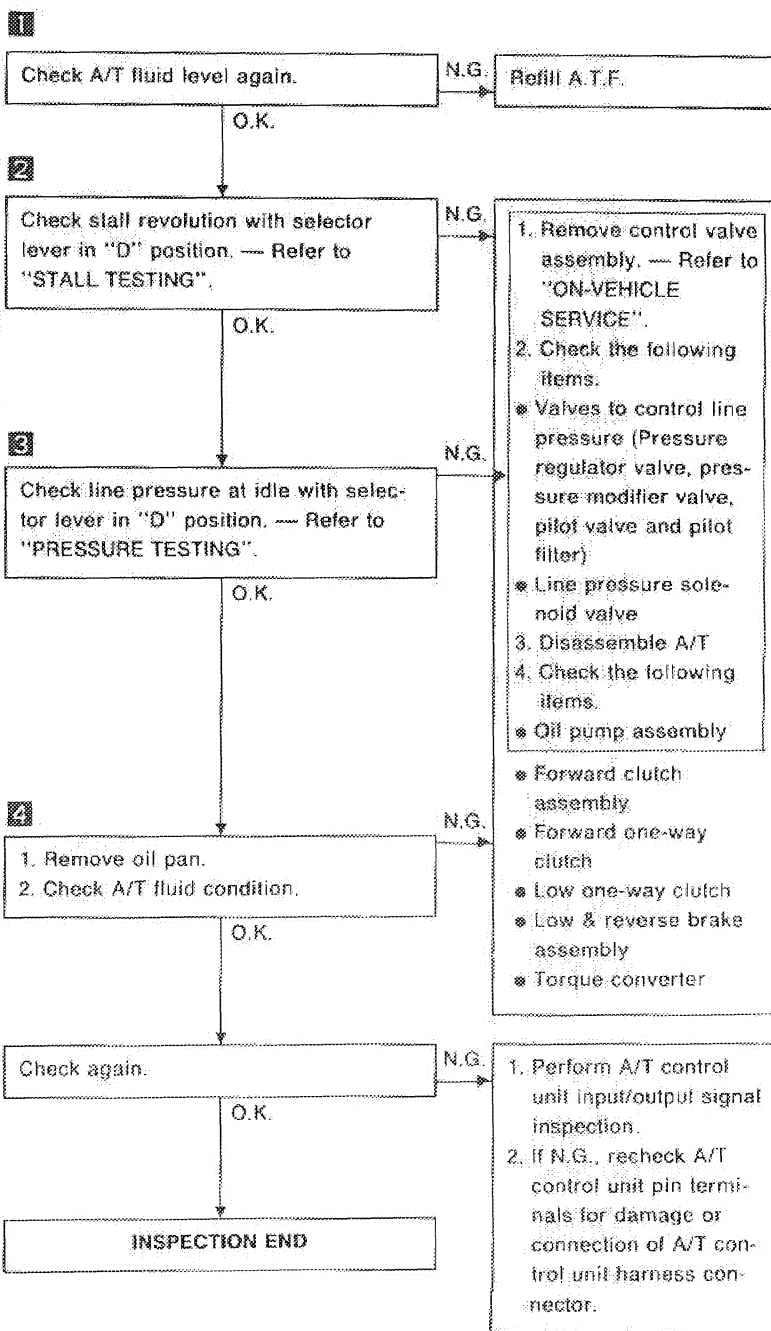 1
Check A/T fluid level again.
N.G.
Refill A.T.F.
O.K.
2
Check stall revolution with selector
lever in "D" position. — Refer to
"STALL TESTING".
N.G.
O.K.
1. Remove control valve
assembly. — Refer to
"ON-VEHICLE
SERVICE".
2. Check the following
items.
● Valves to control line
pressure (Pressure
regulator valve, pres-
sure modifier valve,
pilot valve and pilot
filter)
● Line pressure sole-
noid valve
3. Disassemble A/T
4. Check the following
items.
● Oil pump assembly
● Forward clutch
assembly
● Forward one-way
clutch
● Low one-way clutch
● Low & reverse brake
assembly
● Torque converter
3
Check line pressure at idle with selec-
tor lever in "D" position. — Refer to
"PRESSURE TESTING".
N.G.
O.K.
4
1. Remove oil pan.
2. Check A/T fluid condition.
N.G.
O.K.
Check again.
N.G.
O.K.
1. Perform A/T control
unit input/output signal
inspection.
2. If N.G., recheck A/T
control unit pin termi-
nals for damage or
connection of A/T con-
trol unit harness con-
nector.
INSPECTION END